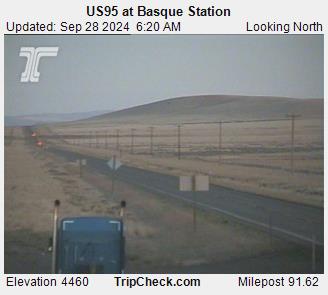 US95 at Basque Station
Updated: Sep 28 2024 6:20 AM Looking North
Elevation 4460 TripCheck.com Milepost 91.62